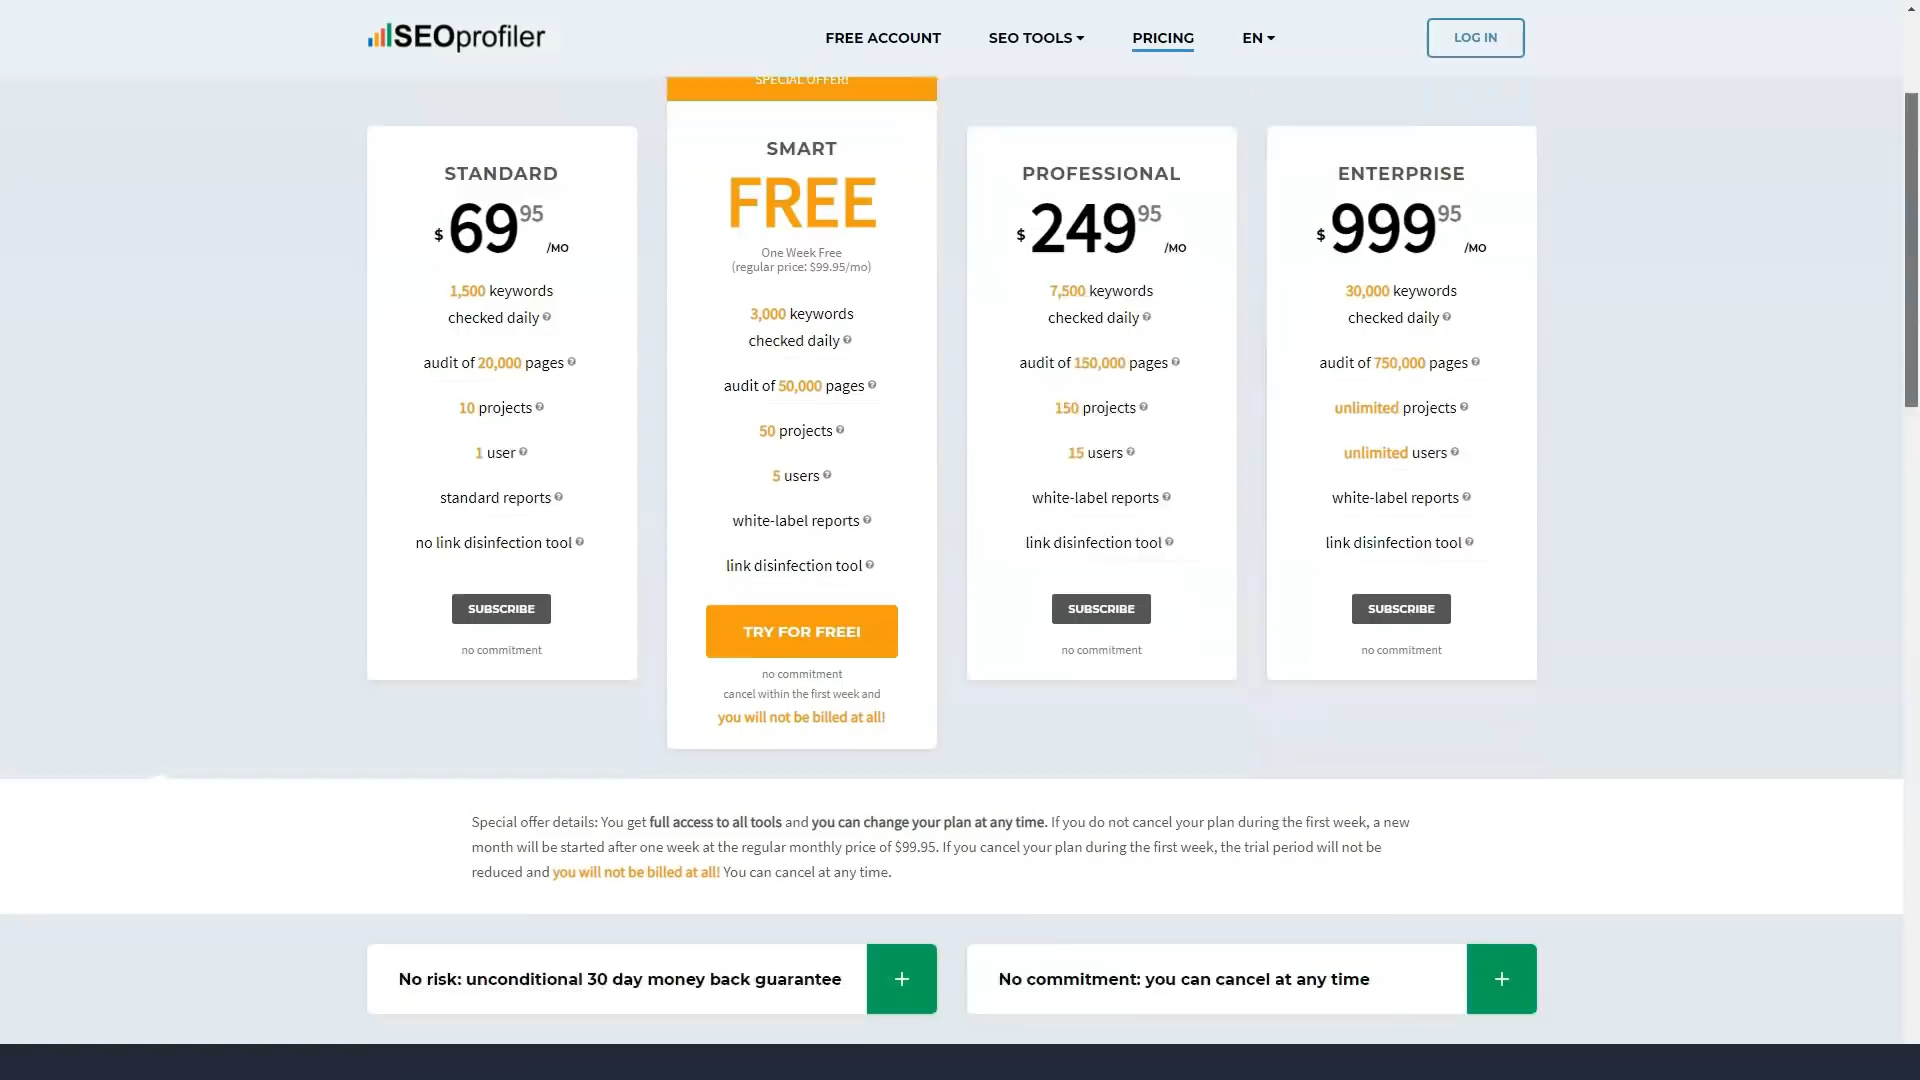 SEOprofiler
FREE ACCOUNT
SEO TOOLS
PRICING
EN
LOG IN
SPECIAL OFFER!
STANDARD
$ 69 95 /MO
1,500 keywords
checked daily
audit of 20,000 pages
10 projects
1 user
standard reports
no link disinfection tool
SUBSCRIBE
no commitment
SMART
FREE
One Week Free
(regular price: $99.95/mo)
3,000 keywords
checked daily
audit of 50,000 pages
50 projects
5 users
white-label reports
link disinfection tool
TRY FOR FREE!
no commitment
cancel within the first week and
you will not be billed at all!
PROFESSIONAL
$ 249 95 /MO
7,500 keywords
checked daily
audit of 150,000 pages
150 projects
15 users
white-label reports
link disinfection tool
SUBSCRIBE
no commitment
ENTERPRISE
$ 999 95 /MO
30,000 keywords
checked daily
audit of 750,000 pages
unlimited projects
unlimited users
white-label reports
link disinfection tool
SUBSCRIBE
no commitment
Special offer details: You get full access to all tools and you can change your plan at any time. If you do not cancel your plan during the first week, a new
month will be started after one week at the regular monthly price of $99.95. If you cancel your plan during the first week, the trial period will not be
reduced and you will not be billed at all! You can cancel at any time.
No risk: unconditional 30 day money back guarantee
+
No commitment: you can cancel at any time
+